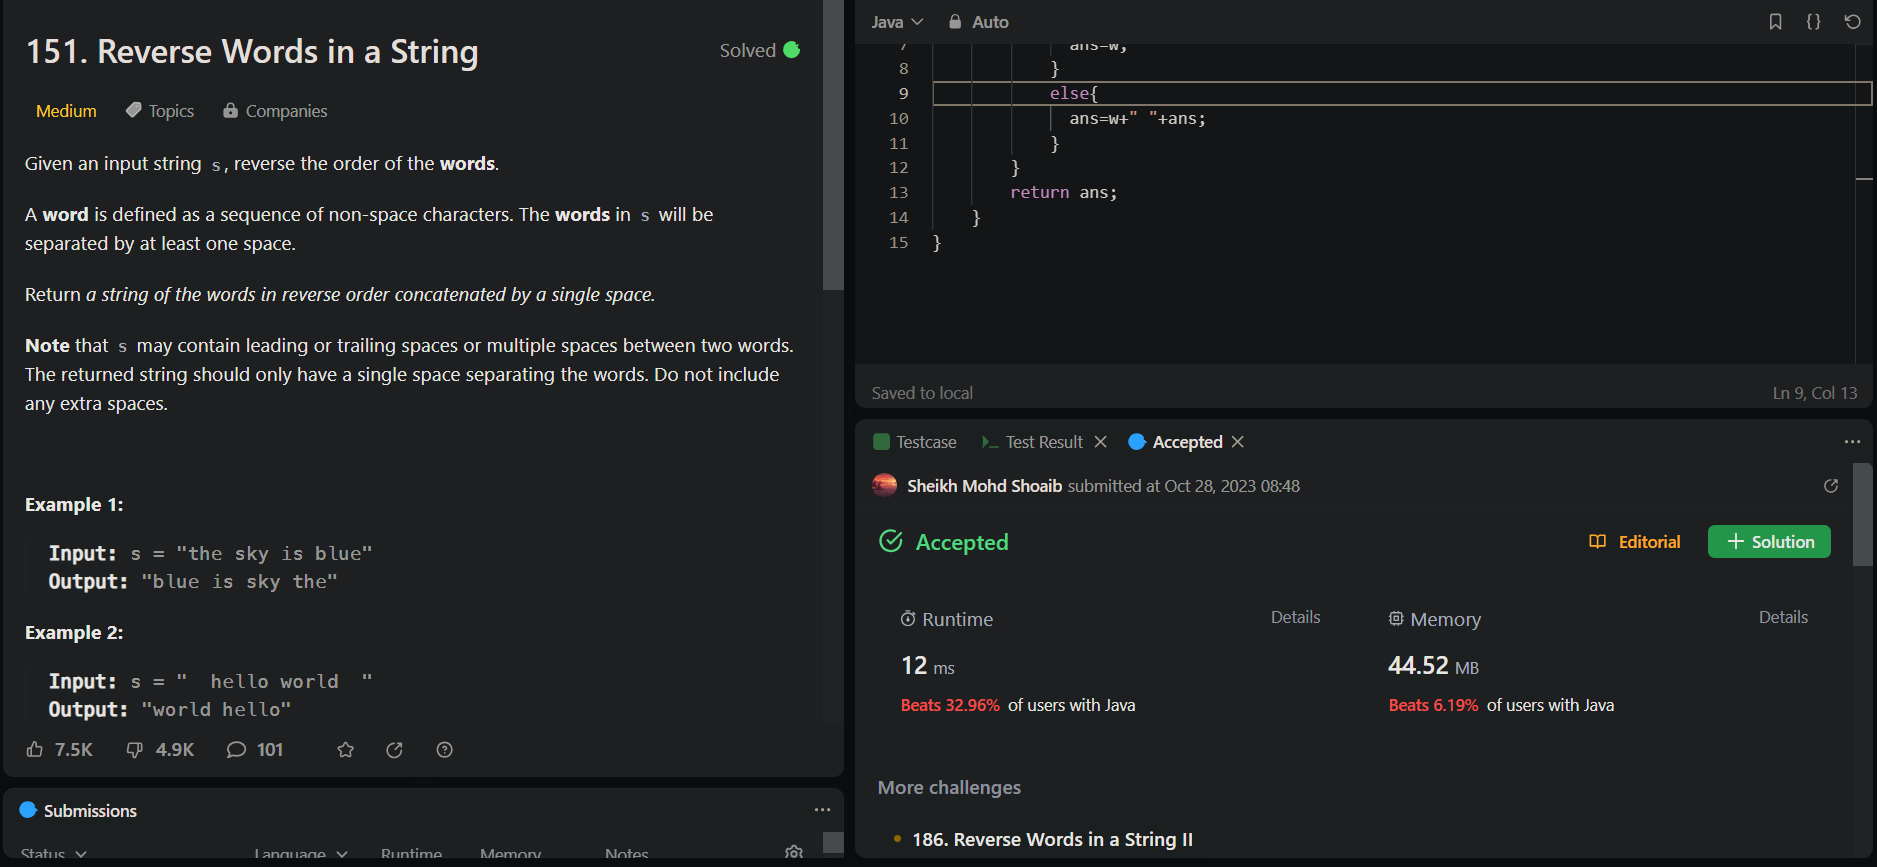 151. Reverse Words in a String
Solved
Medium
Topics
Companies
Given an input string s, reverse the order of the words.
A word is defined as a sequence of non-space characters. The words in s will be
separated by at least one space.
Return a string of the words in reverse order concatenated by a single space.
Note that s may contain leading or trailing spaces or multiple spaces between two words.
The returned string should only have a single space separating the words. Do not include
any extra spaces.
Example 1:
Input: s = "the sky is blue"
Output: "blue is sky the"
Example 2:
Input: s = "  hello world  "
Output: "world hello"
7.5K
4.9K
101
Submissions
Status
Language
Runtime
Memory
Notes
Java
Auto
7 ans=w;
8 }
9 else{
10 ans=w+" "+ans;
11 }
12 }
13 return ans;
14 }
15 }
Saved to local
Ln 9, Col 13
Testcase
Test Result
Accepted
Sheikh Mohd Shoaib submitted at Oct 28, 2023 08:48
Accepted
Editorial
+ Solution
Runtime
Details
12 ms
Beats 32.96% of users with Java
Memory
Details
44.52 MB
Beats 6.19% of users with Java
More challenges
186. Reverse Words in a String II